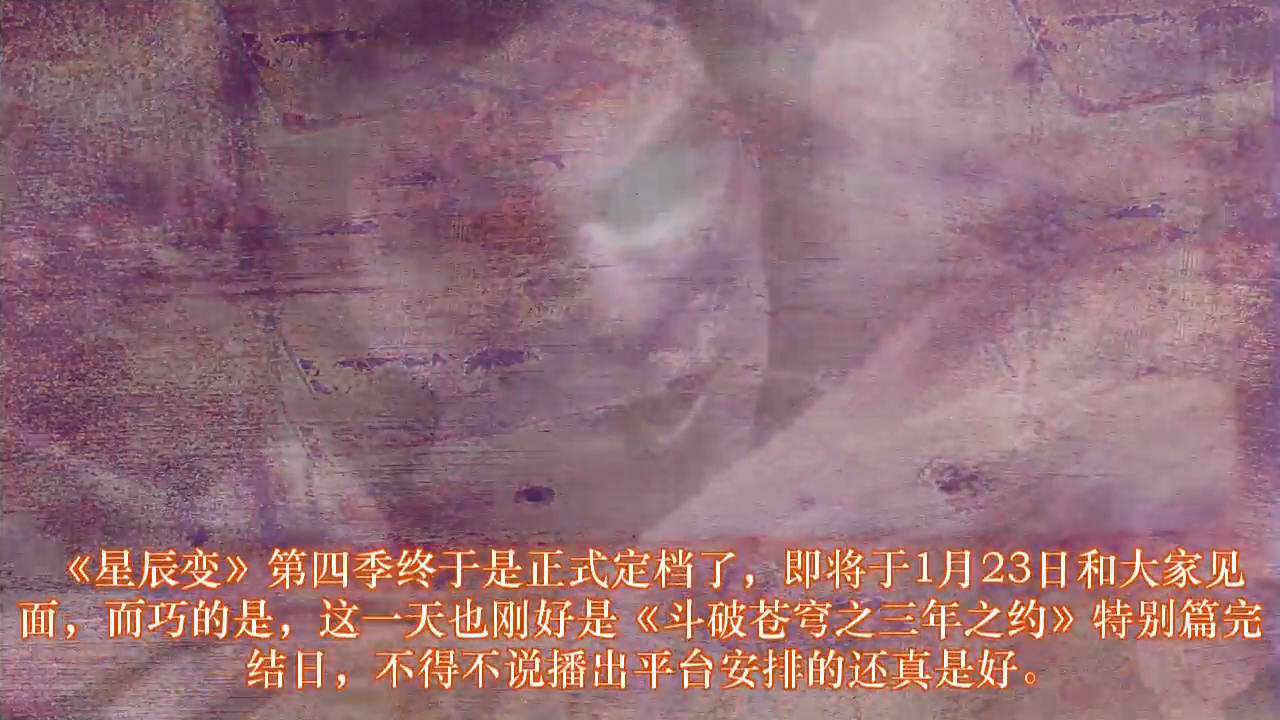 《星辰变》第四季终于是正式定档了，即将于1月23日和大家见
面，而巧的是，这一天也刚好是《斗破苍穹之三年之约》特别篇完
结日，不得不说播出平台安排的还真是好。